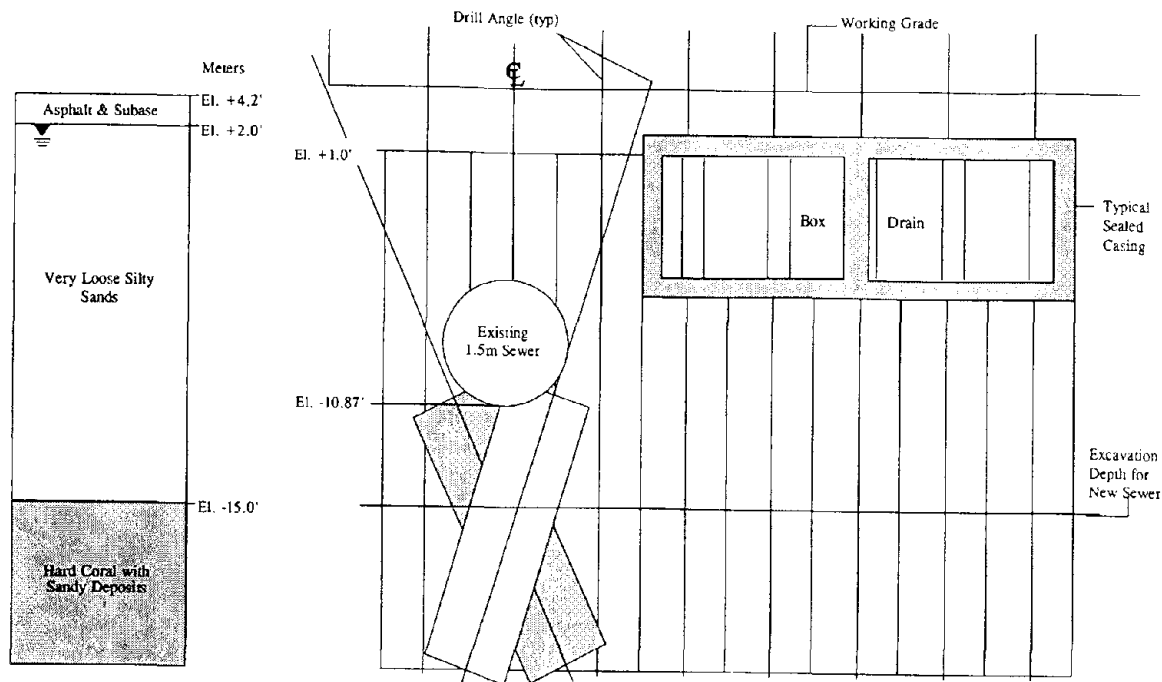 Drill Angle (typ)
Working Grade
℄
Meters
El. +4.2'
Asphalt & Subase
El. +2.0'
El. +1.0'
Typical
Sealed
Casing
Box
Drain
Very Loose Silty
Sands
Existing
1.5m Sewer
El. -10.87'
Excavation
Depth for
New Sewer
El. -15.0'
Hard Coral with
Sandy Deposits